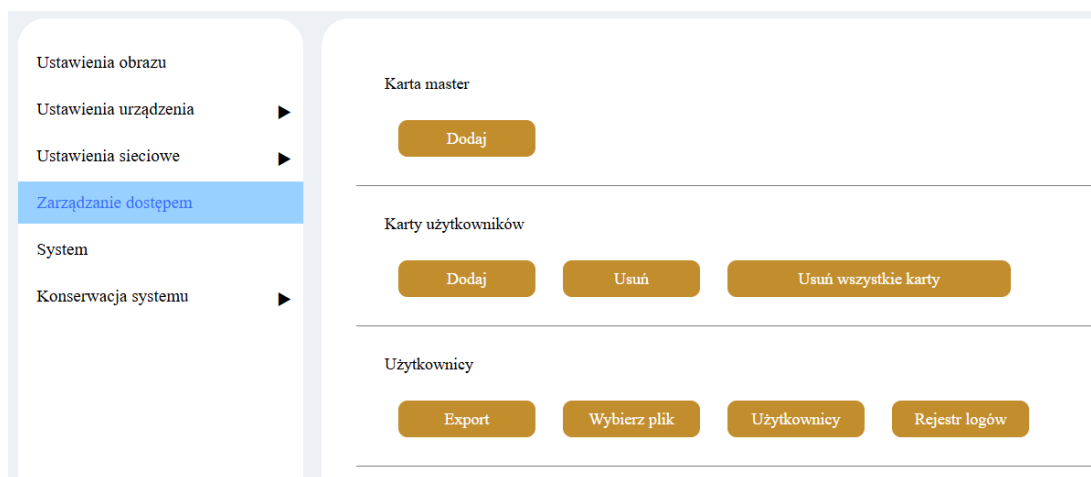 Ustawienia obrazu
Ustawienia urządzenia
Ustawienia sieciowe
Zarządzanie dostępem
System
Konserwacja systemu
Karta master
Dodaj
Karty użytkowników
Dodaj Usuń Usuń wszystkie karty
Użytkownicy
Export Wybierz plik Użytkownicy Rejestr logów